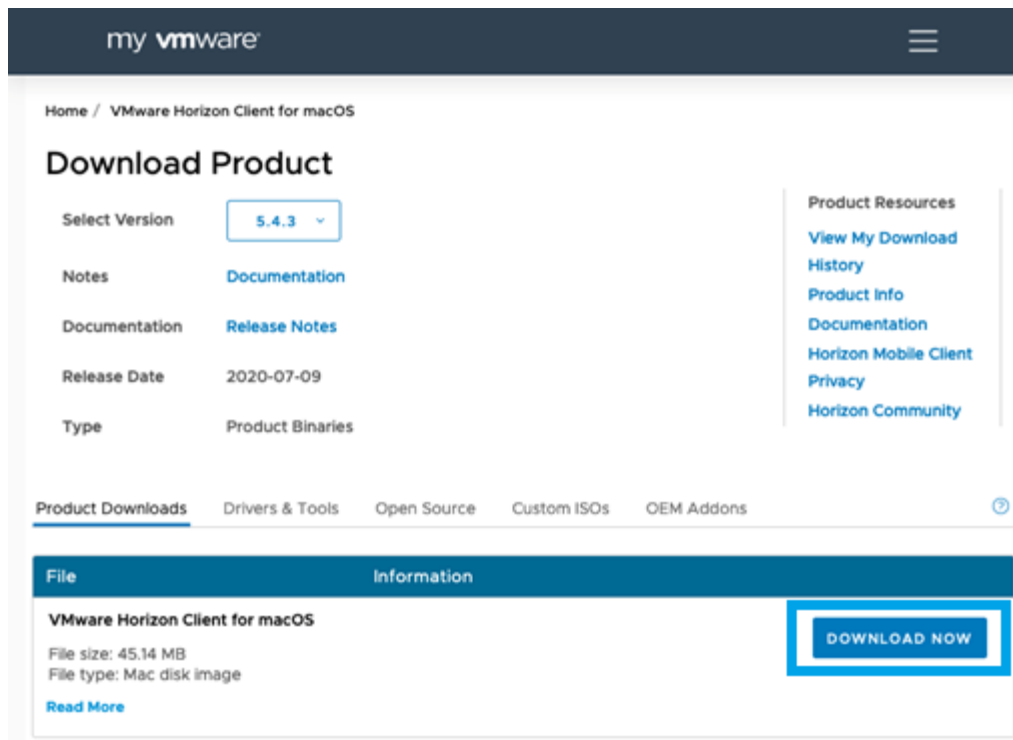 my vmware
Home / VMware Horizon Client for macOS
Download Product
Select Version 5.4.3
Notes Documentation
Documentation Release Notes
Release Date 2020-07-09
Type Product Binaries
Product Resources
View My Download
History
Product Info
Documentation
Horizon Mobile Client
Privacy
Horizon Community
Product Downloads Drivers & Tools Open Source Custom ISOs OEM Addons ?
File Information
VMware Horizon Client for macOS
File size: 45.14 MB
File type: Mac disk image
Read More
DOWNLOAD NOW